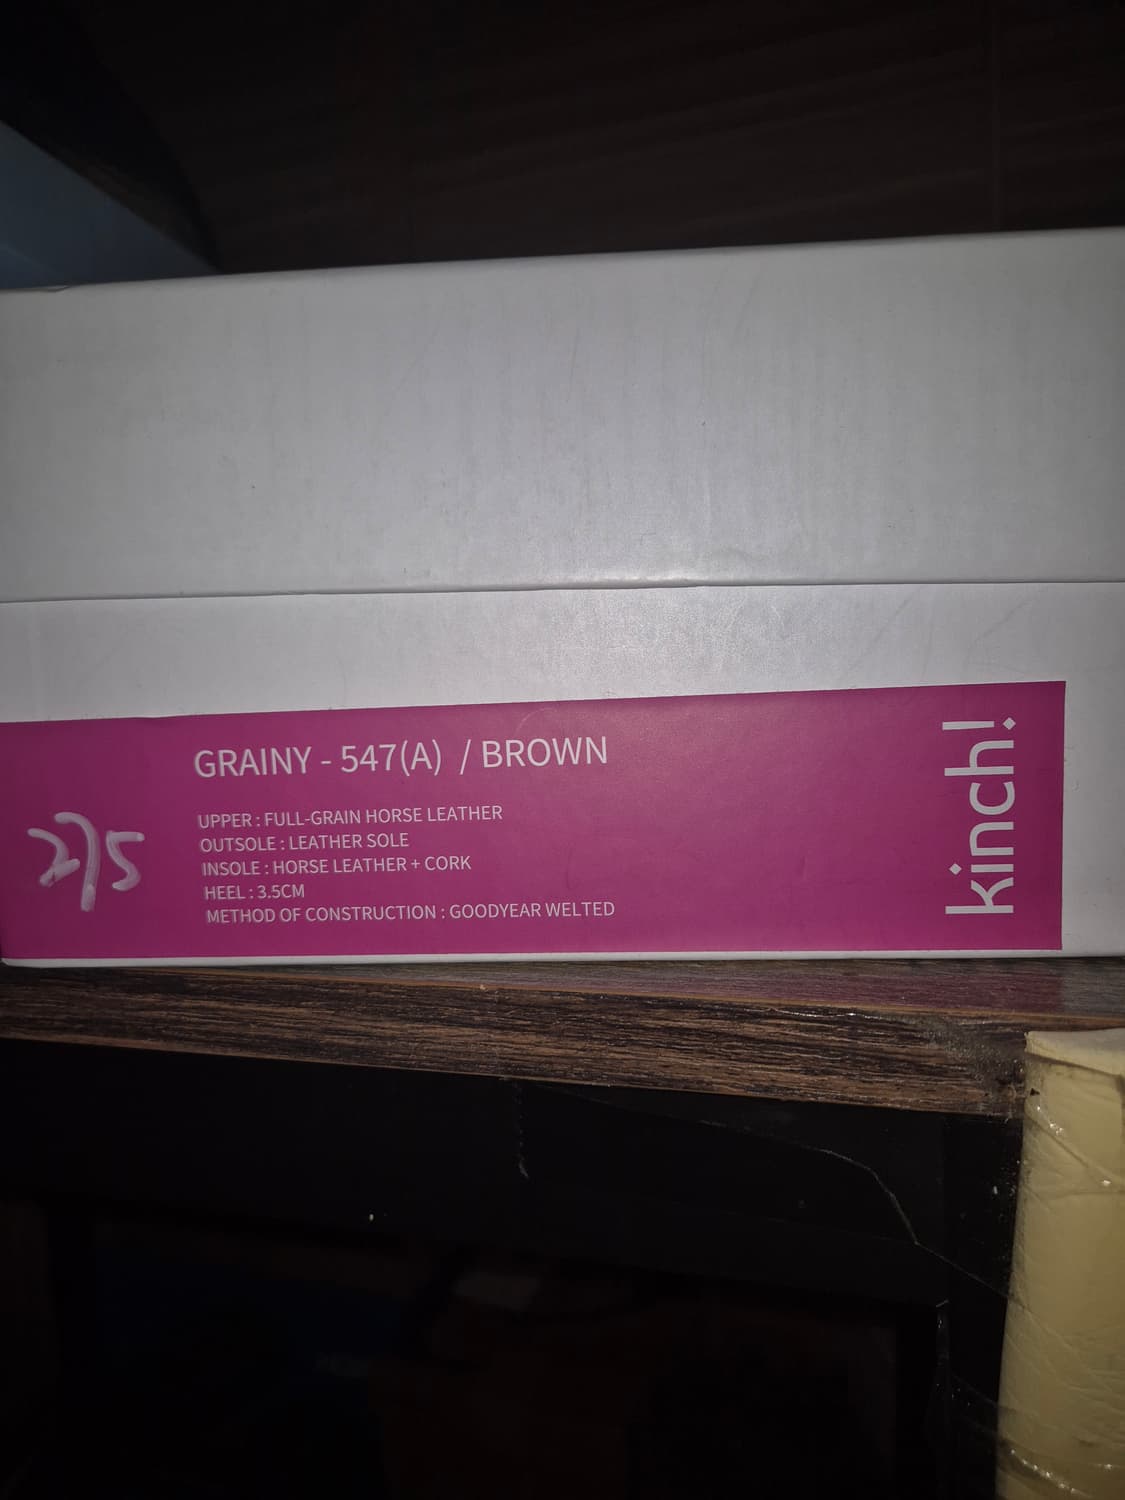 GRAINY - 547(A) / BROWN
UPPER : FULL-GRAIN HORSE LEATHER
OUTSOLE : LEATHER SOLE
INSOLE : HORSE LEATHER + CORK
HEEL : 3.5CM
METHOD OF CONSTRUCTION : GOODYEAR WELTED
275
kinch!